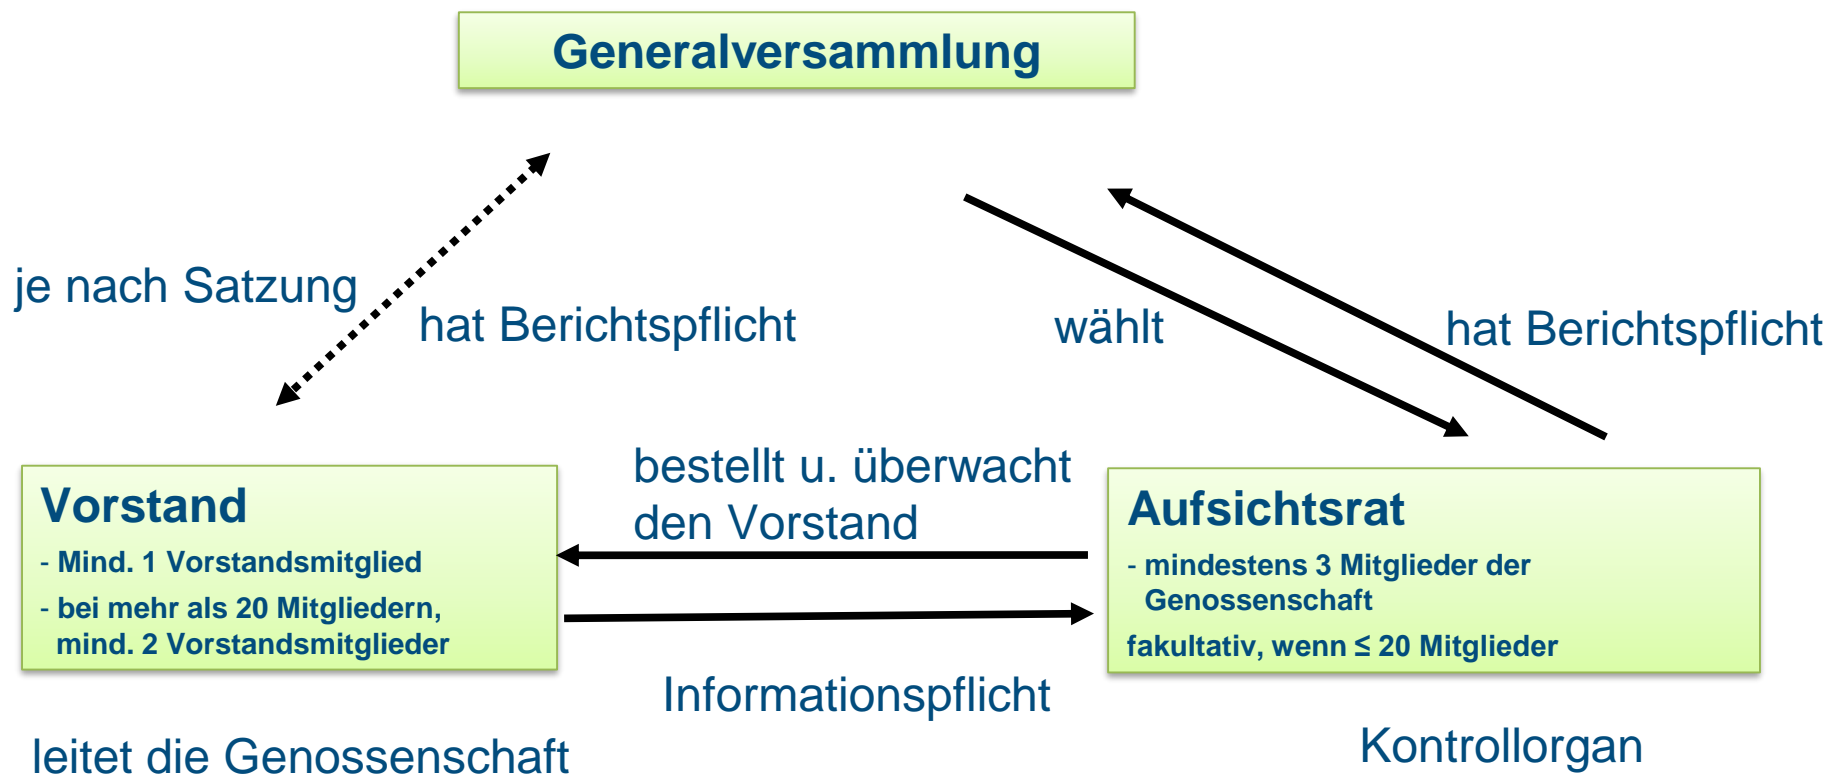 Generalversammlung
je nach Satzung
hat Berichtspflicht
wählt
hat Berichtspflicht
bestellt u. überwacht
den Vorstand
Vorstand
- Mind. 1 Vorstandsmitglied
- bei mehr als 20 Mitgliedern,
mind. 2 Vorstandsmitglieder
Aufsichtsrat
- mindestens 3 Mitglieder der
Genossenschaft
fakultativ, wenn ≤ 20 Mitglieder
Informationspflicht
leitet die Genossenschaft
Kontrollorgan